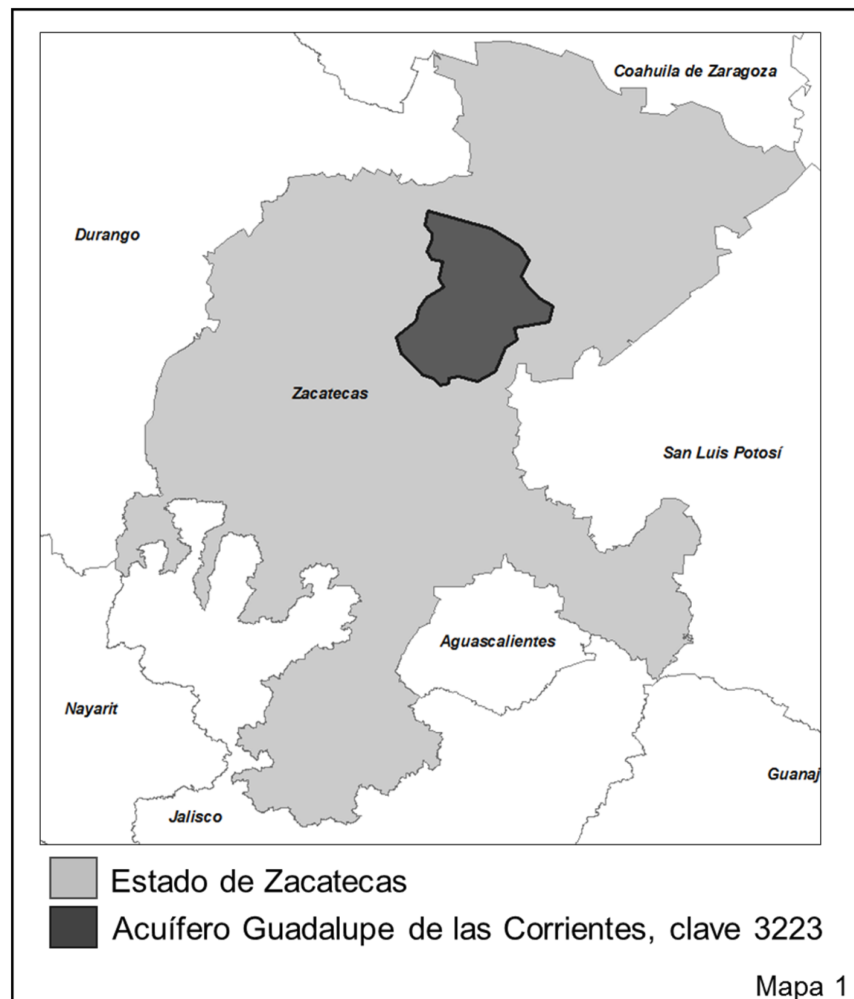 Coahuila de Zaragoza
Durango
Zacatecas
San Luis Potosí
Aguascalientes
Nayarit
Guanaj
Jalisco
Estado de Zacatecas
Acuífero Guadalupe de las Corrientes, clave 3223
Mapa 1